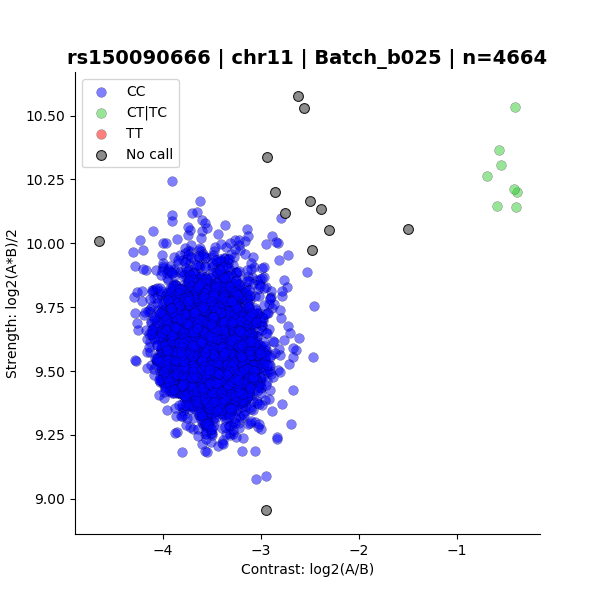 rs150090666 | chr11 | Batch_b025 | n=4664
CC
CT|TC
TT
No call
10.50
10.25
10.00
9.75
9.50
9.25
9.00
Strength: log2(A*B)/2
−4
−3
−2
−1
Contrast: log2(A/B)